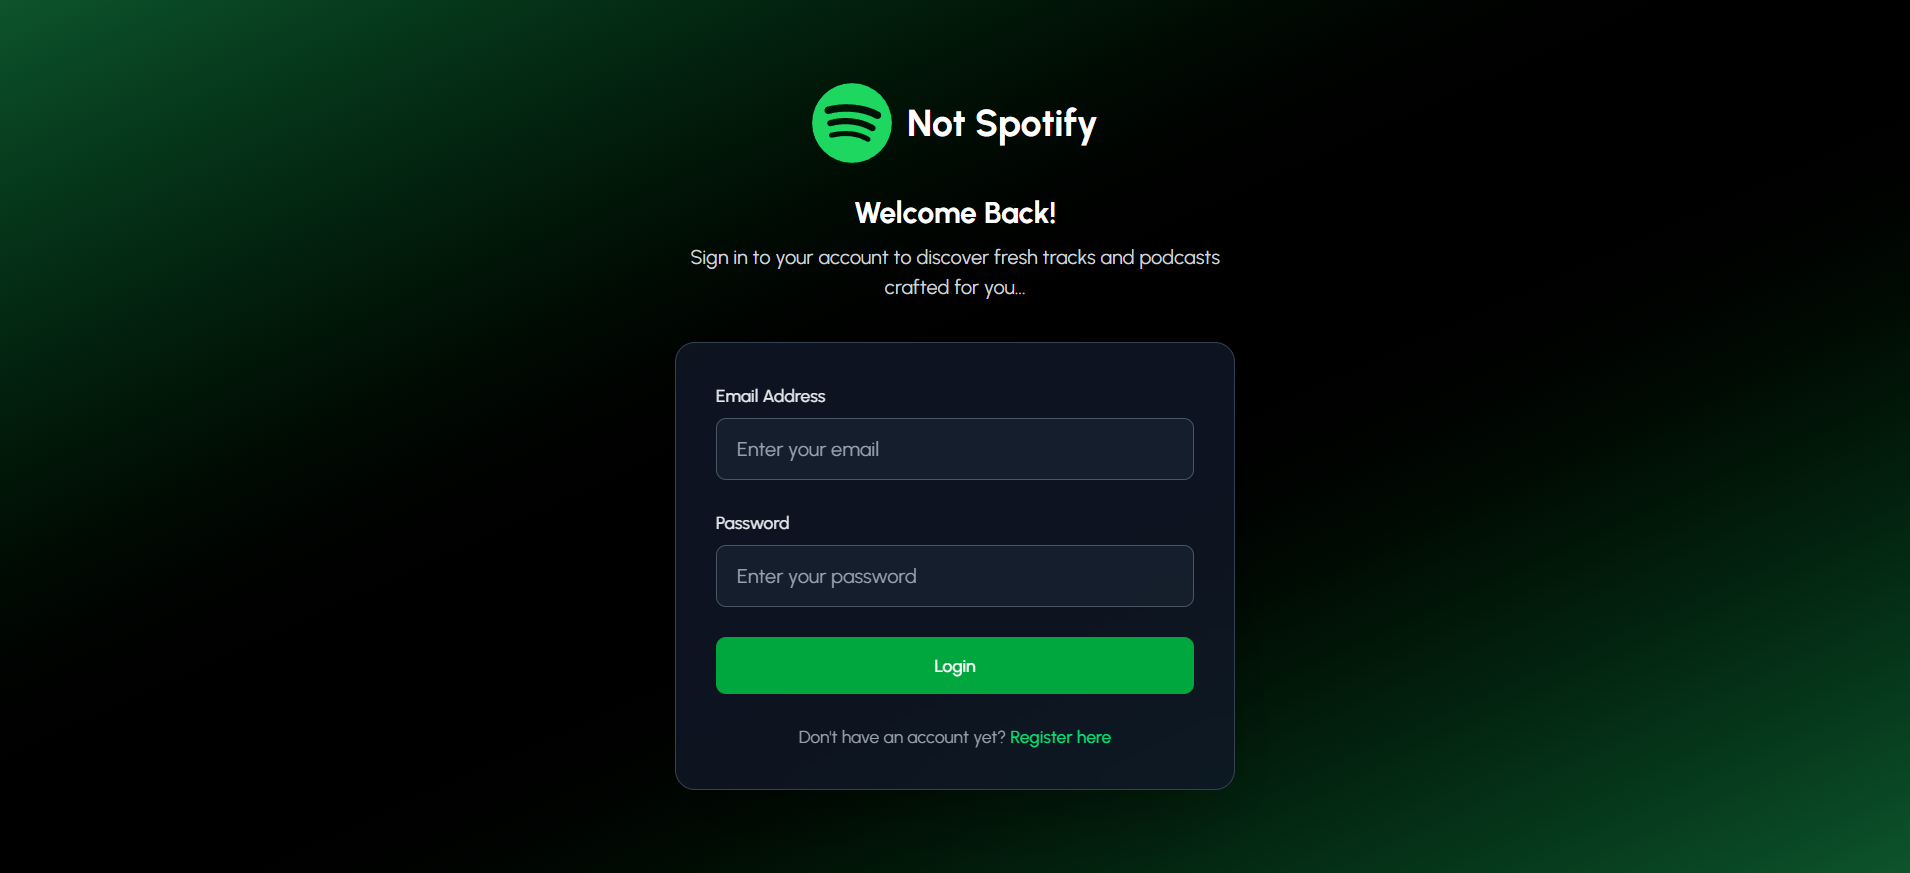 Not Spotify
Welcome Back!
Sign in to your account to discover fresh tracks and podcasts
crafted for you...
Email Address
Enter your email
Password
Enter your password
Login
Don't have an account yet? Register here